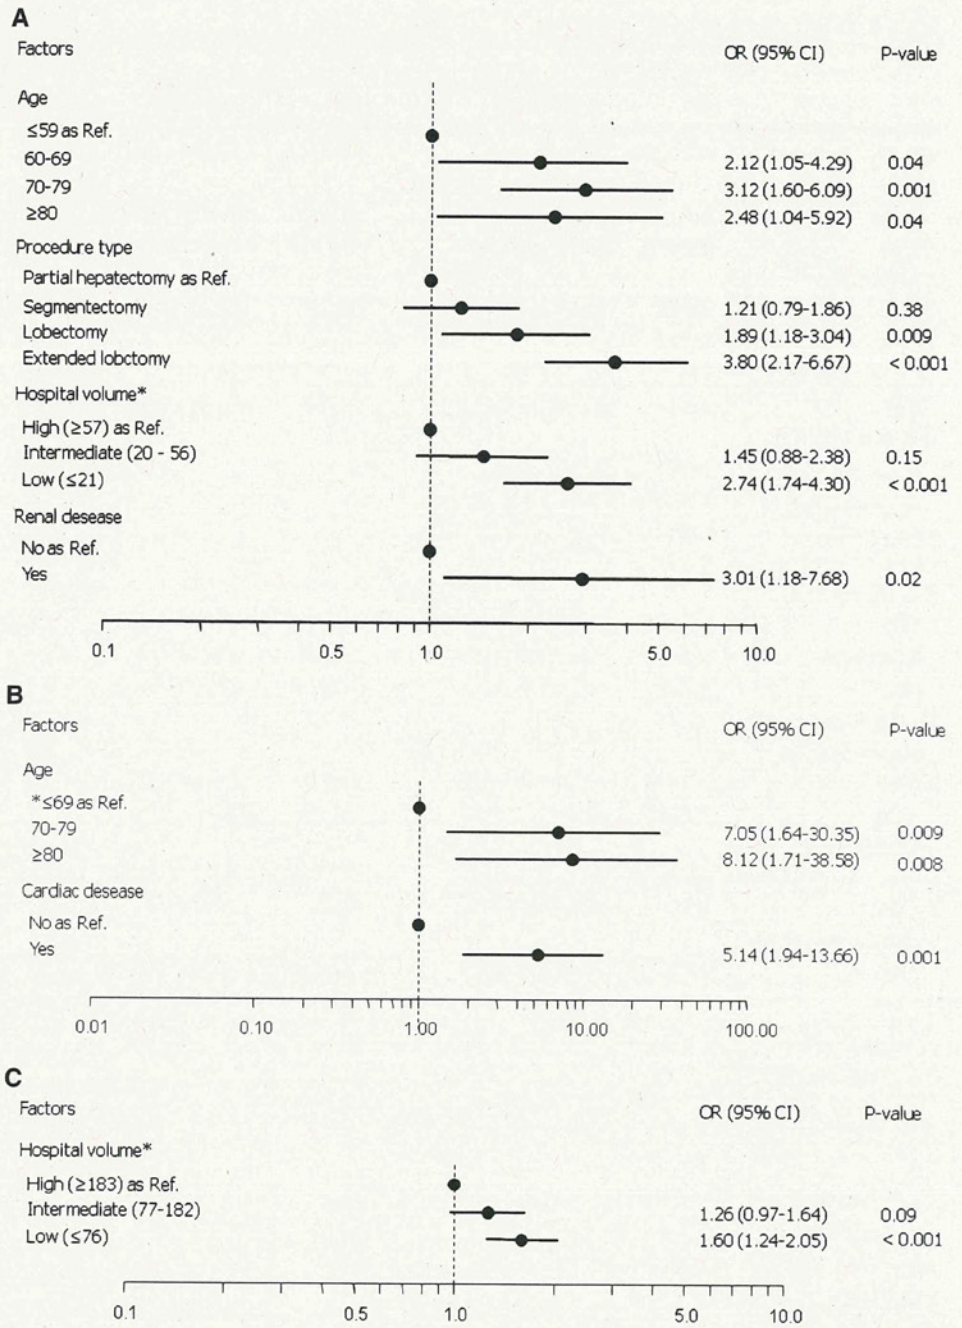 A
Factors OR (95% CI) P-value
Age
≤59 as Ref.
60-69 2.12 (1.05-4.29) 0.04
70-79 3.12 (1.60-6.09) 0.001
≥80 2.48 (1.04-5.92) 0.04
Procedure type
Partial hepatectomy as Ref.
Segmentectomy 1.21 (0.79-1.86) 0.38
Lobectomy 1.89 (1.18-3.04) 0.009
Extended lobctomy 3.80 (2.17-6.67) < 0.001
Hospital volume*
High (≥57) as Ref.
Intermediate (20 - 56) 1.45 (0.88-2.38) 0.15
Low (≤21) 2.74 (1.74-4.30) < 0.001
Renal desease
No as Ref.
Yes 3.01 (1.18-7.68) 0.02
0.1 0.5 1.0 5.0 10.0
B
Factors OR (95% CI) P-value
Age
*≤69 as Ref.
70-79 7.05 (1.64-30.35) 0.009
≥80 8.12 (1.71-38.58) 0.008
Cardiac desease
No as Ref.
Yes 5.14 (1.94-13.66) 0.001
0.01 0.10 1.00 10.00 100.00
C
Factors OR (95% CI) P-value
Hospital volume*
High (≥183) as Ref.
Intermediate (77-182) 1.26 (0.97-1.64) 0.09
Low (≤76) 1.60 (1.24-2.05) < 0.001
0.1 0.5 1.0 5.0 10.0